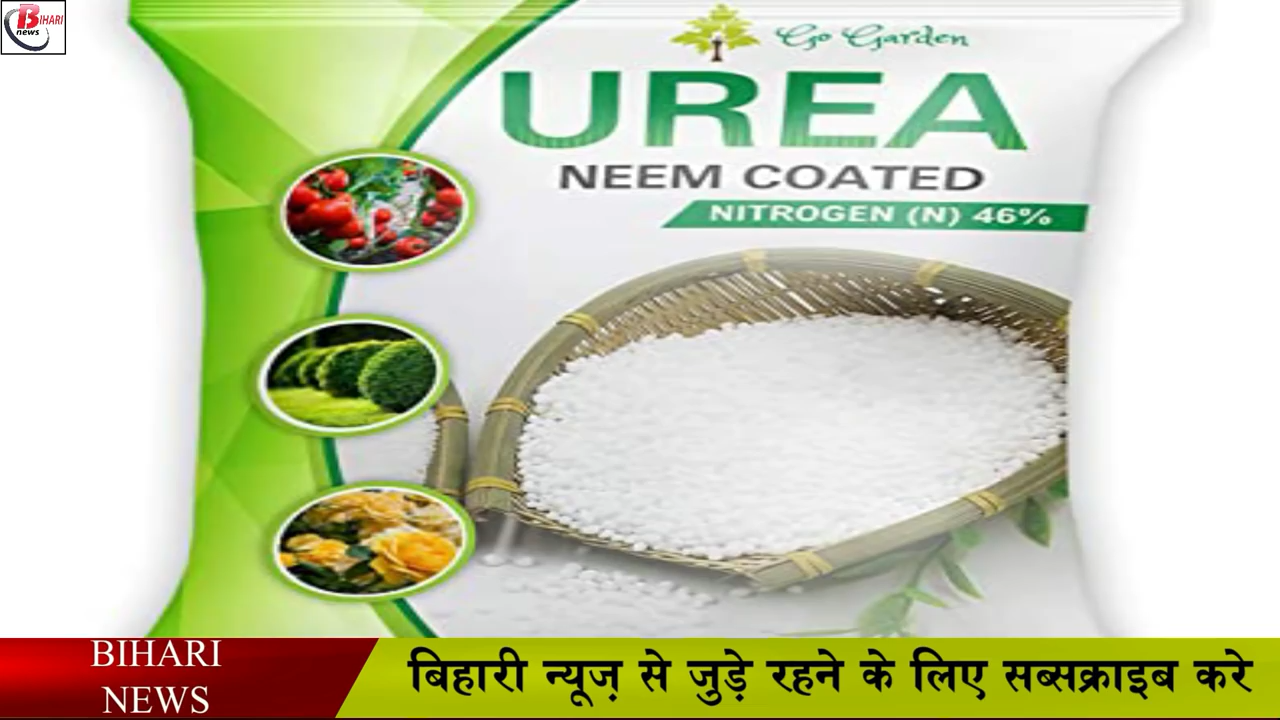 BIHARI
news
Go Garden
UREA
NEEM COATED
NITROGEN (N) 46%
BIHARI
NEWS
बिहारी न्यूज़ से जुड़े रहने के लिए सब्सक्राइब करे